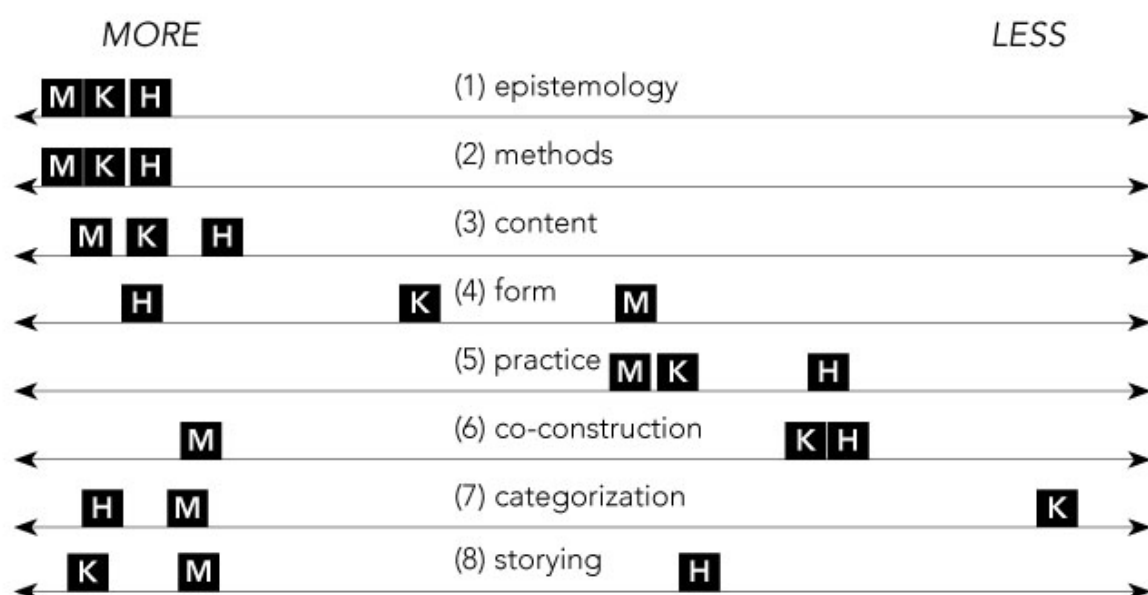 MORE LESS
M K H (1) epistemology
M K H (2) methods
M K H (3) content
H K (4) form M
(5) practice M K H
M (6) co-construction K H
H M (7) categorization K
K M (8) storying H